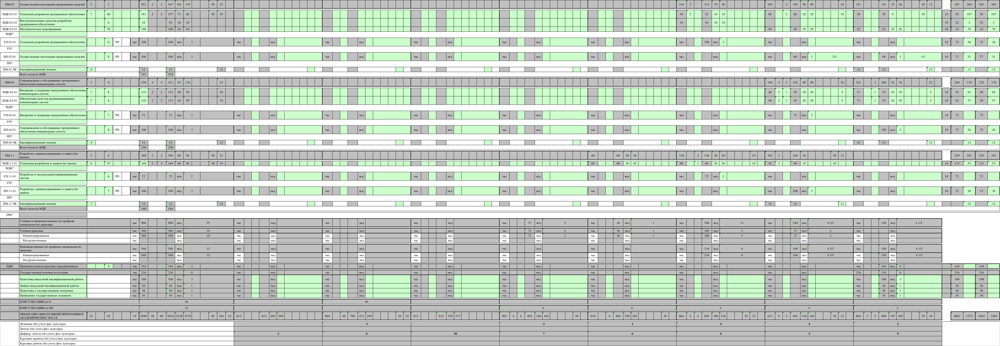 ПМ.02 Осуществление интеграции программных модулей 2 7 551 2 2 547 161 118 30 22 216 2 214 70 36 184 2 182 56 56 10 151 151 35 26 30 12 287 264 283 264
МДК.02.01 Технология разработки программного обеспечения 7 68 161 2 2 157 71 46 30 10 54 2 52 34 18 68 2 66 28 28 10 39 39 9 30 10 54 107 50 107
МДК.02.02 Инструментальные средства разработки программного обеспечения 6 54 54 36 18 54 54 36 18 10 52 2 52 2
МДК.02.03 Математическое моделирование 78 108 108 54 54 56 56 28 28 52 52 26 26 10 32 76 32 76
МДК*
УП.02.01 Технология разработки программного обеспечения 6 РП час 108 108 нед 3 час нед час нед час нед час нед час нед час 108 нед 3 час нед час нед 10 72 36 72 36
УП*
ПП.02.01 Осуществление интеграции программных модулей 8 РП час 108 108 нед 3 час нед час нед час нед час нед час нед час нед час 60 нед 1 2/3 час 48 нед 1 1/3 10 77 31 77 31
ПП*
ПМ.02.ЭК Квалификационный экзамен 8 12 12 12 12 12 12 12 12
Всего часов по МДК 323 319
ПМ.04 Сопровождение и обслуживание программного обеспечения компьютерных систем 3 4 430 4 4 422 92 118 32 168 4 2 162 40 40 10 262 2 260 52 78 22 260 170 252 170
МДК.04.01 Внедрение и поддержка программного обеспечения компьютерных систем 7 8 119 2 2 115 46 59 10 48 2 1 45 20 20 5 71 1 70 26 39 5 10 54 65 50 65
МДК.04.02 Обеспечение качества функционирования компьютерных систем 7 8 119 2 2 115 46 59 10 48 2 1 45 20 20 5 71 1 70 26 39 5 10 62 57 58 57
МДК*
УП.04.01 Внедрение и поддержка программного обеспечения 7 РП час 72 72 нед 2 час нед час нед час нед час нед час нед час нед час 72 нед 2 час нед 10 72 72
УП*
ПП.04.01 Сопровождение и обслуживание программного обеспечения компьютерных систем 8 РП час 108 108 нед 3 час нед час нед час нед час нед час нед час нед час нед час 108 нед 3 10 72 36 72 36
ПП*
ПМ.04.ЭК Квалификационный экзамен 8 12 12 12 12 12 12 12 12
Всего часов по МДК 238 230
ПМ.11 Разработка, администрирование и защита баз данных 2 4 360 2 2 356 68 56 30 22 60 60 30 30 138 2 136 28 26 10 162 2 160 10 30 12 259 101 255 101
МДК.11.01 Технология разработки и защиты баз данных 6 57 168 2 2 164 68 56 30 10 60 60 30 30 66 2 64 28 26 10 42 2 40 10 30 10 115 53 111 53
МДК*
УП.11.01 Разработка и эксплуатация информационных систем 6 РП час 72 72 нед 2 час нед час нед час нед час нед час нед час 72 нед 2 час нед час нед 10 72 72
УП*
ПП.11.01 Разработка, администрирование и защита баз данных 7 РП час 108 108 нед 3 час нед час нед час нед час нед час нед час нед час 108 нед 3 час нед 10 72 36 72 36
ПП*
ПМ.11.ЭК Квалификационный экзамен 7 12 12 12 12 12 12 12 12
Всего часов по МДК 168 164
ПМ*
Учебная и производственная (по профилю специальности) практики час 900 900 нед 25 час нед час нед час нед час 72 нед 2 час 36 нед 1 час 396 нед 11 час 240 нед 6 2/3 час 156 нед 4 1/3
Учебная практика час 360 360 нед 10 час нед час нед час нед час 72 нед 2 час 36 нед 1 час 180 нед 5 час 72 нед 2 час нед
Концентрированная час 360 360 нед 10 час нед час нед час нед час 72 нед 2 час 36 нед 1 час 180 нед 5 час 72 нед 2 час нед
Рассредоточенная час нед час нед час нед час нед час нед час нед час нед час нед час нед
Производственная (по профилю специальности) практика час 540 540 нед 15 час нед час нед час нед час нед час нед час 216 нед 6 час 168 нед 4 2/3 час 156 нед 4 1/3
Концентрированная час 540 540 нед 15 час нед час нед час нед час нед час нед час 216 нед 6 час 168 нед 4 2/3 час 156 нед 4 1/3
Рассредоточенная час нед час нед час нед час нед час нед час нед час нед час нед час нед
ПДП Производственная практика (преддипломная) 8 час 144 144 нед 4 час нед час нед час нед час нед час нед час нед час нед час 144 нед 4 144 144
Государственная итоговая аттестация час 216 216 нед 6 час нед час нед час нед час нед час нед час нед час нед 216 216 6 216 216
Подготовка выпускной квалификационной работы час 108 108 нед 3 час нед час нед час нед час нед час нед час нед час нед час 108 нед 3 108 108
Защита выпускной квалификационной работы час 36 36 нед 1 час нед час нед час нед час нед час нед час нед час нед час 36 нед 1 36 36
Подготовка к государственным экзаменам час 36 36 нед 1 час нед час нед час нед час нед час нед час нед час нед час 36 нед 1 36 36
Проведение государственных экзаменов час 36 36 нед 1 час нед час нед час нед час нед час нед час нед час нед час 36 нед 1 36 36
КОНСУЛЬТАЦИИ по О 46 46
КОНСУЛЬТАЦИИ по ПП 22 6 6 4 4 2
ОБЪЕМ ОБРАЗОВАТЕЛЬНОЙ ПРОГРАММЫ В АКАДЕМИЧЕСКИХ ЧАСАХ 22 54 19 5940 38 68 5834 2238 2278 90 184 22 612 612 403 209 864 46 796 471 299 26 22 612 612 339 273 902 4 6 892 346 444 30 610 6 604 256 282 30 864 4 4 856 180 218 30 32 612 6 4 602 136 164 30 32 864 2 2 860 107 389 30 34 4667 1273 4565 1269
Экзамены (без учета физ. культуры) 3 3 3 4 4 2
Зачеты (без учета физ. культуры)
Диффер. зачеты (без учета физ. культуры) 2 6 10 7 6 6 5 9
Курсовые проекты (без учета физ. культуры)
Курсовые работы (без учета физ. культуры)